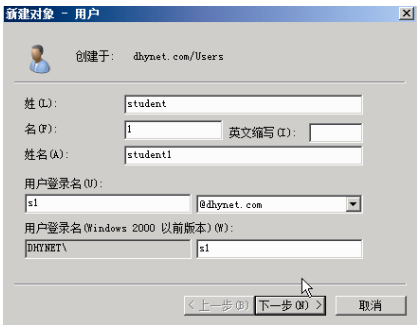 新建对象 - 用户
创建于: dhynet.com/Users
姓(L): student
名(F): 1 英文缩写(I):
姓名(A): student1
用户登录名(U):
s1 @dhynet.com
用户登录名(Windows 2000 以前版本)(W):
DHYNET\ s1
< 上一步(B) 下一步(N) > 取消